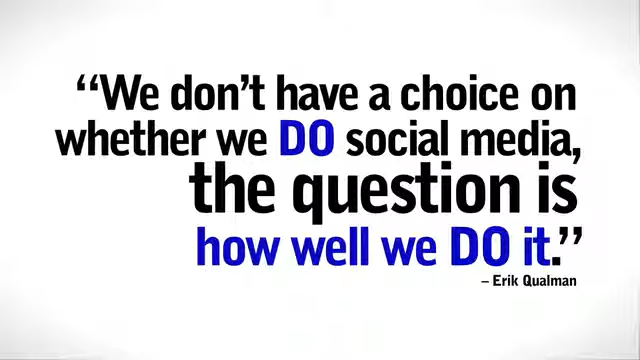 “We don’t have a choice on
whether we DO social media,
the question is
how well we DO it.”
– Erik Qualman